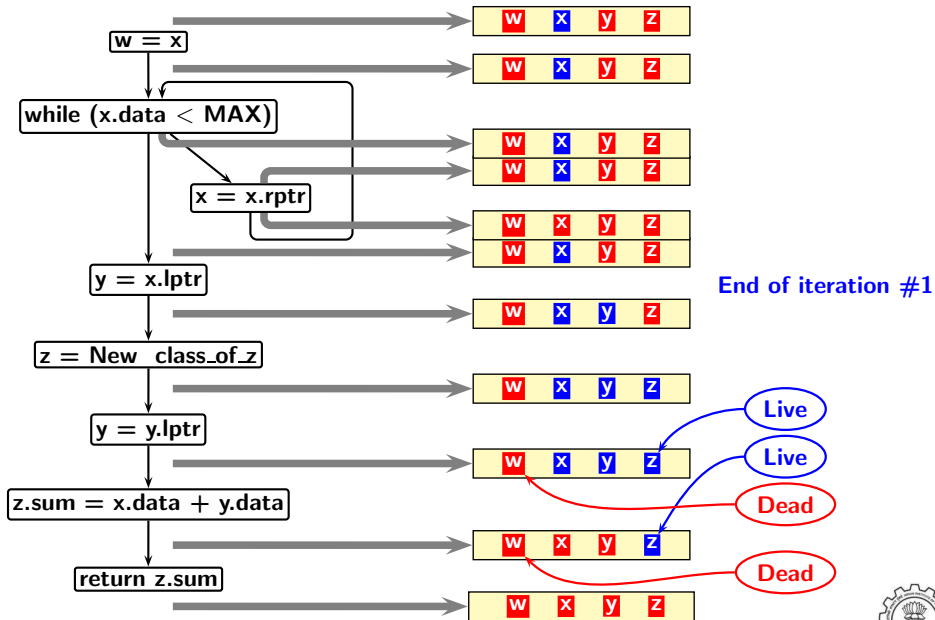 w x y z
w = x
w x y z
while (x.data < MAX)
w x y z
w x y z
x = x.rptr
w x y z
w x y z
y = x.lptr
End of iteration #1
w x y z
z = New class_of_z
w x y z
Live
y = y.lptr
Live
w x y z
z.sum = x.data + y.data
Dead
w x y z
return z.sum
Dead
w x y z